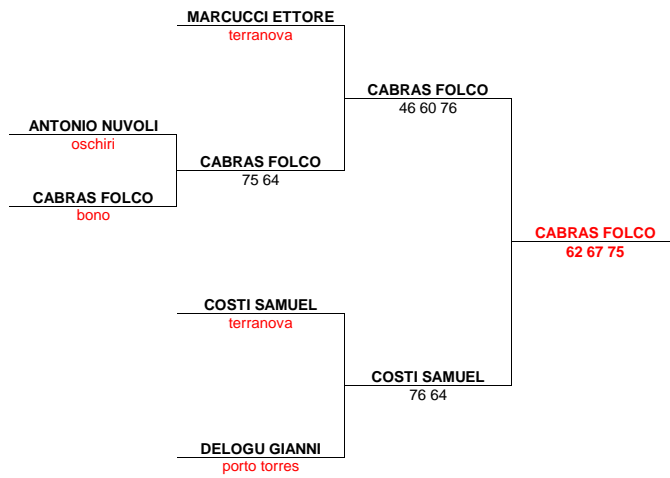 MARCUCCI ETTORE
terranova
CABRAS FOLCO
46 60 76
ANTONIO NUVOLI
oschiri
CABRAS FOLCO
75 64
CABRAS FOLCO
bono
CABRAS FOLCO
62 67 75
COSTI SAMUEL
terranova
COSTI SAMUEL
76 64
DELOGU GIANNI
porto torres